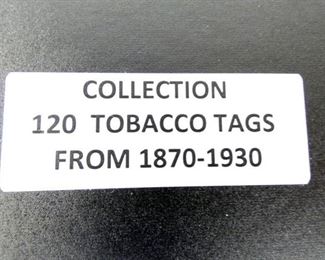 COLLECTION
120 TOBACCO TAGS
FROM 1870-1930